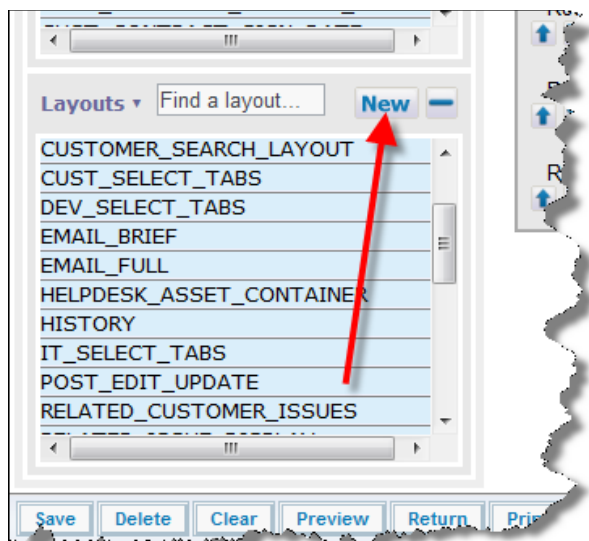 Layouts ▾ Find a layout... New
CUSTOMER_SEARCH_LAYOUT
CUST_SELECT_TABS
DEV_SELECT_TABS
EMAIL_BRIEF
EMAIL_FULL
HELPDESK_ASSET_CONTAINER
HISTORY
IT_SELECT_TABS
POST_EDIT_UPDATE
RELATED_CUSTOMER_ISSUES
Save Delete Clear Preview Return